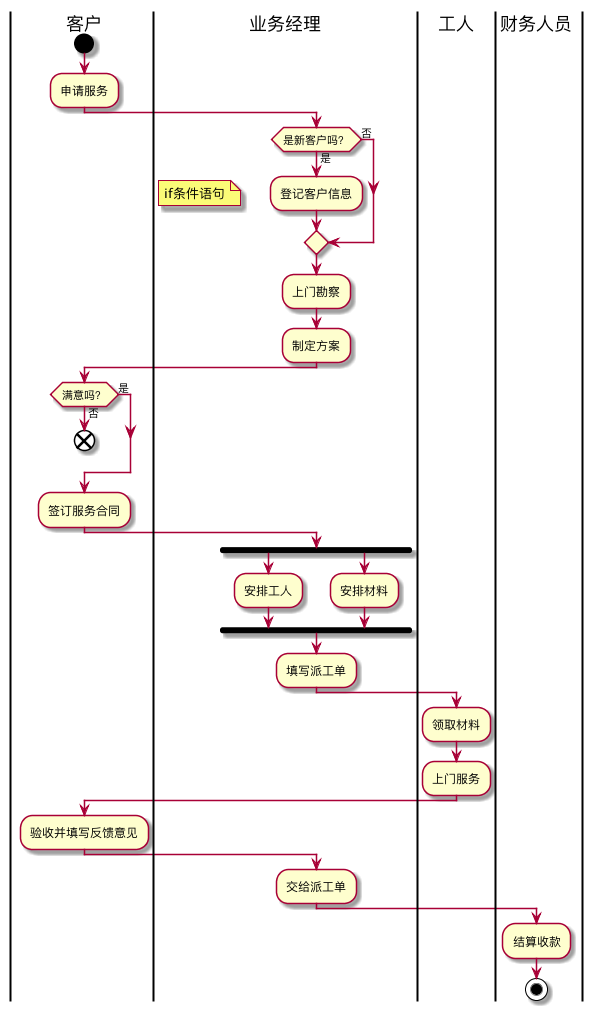 客户
业务经理
工人
财务人员
申请服务
是新客户吗?
否
是
if条件语句
登记客户信息
上门勘察
制定方案
满意吗?
是
否
签订服务合同
安排工人
安排材料
填写派工单
领取材料
上门服务
验收并填写反馈意见
交给派工单
结算收款